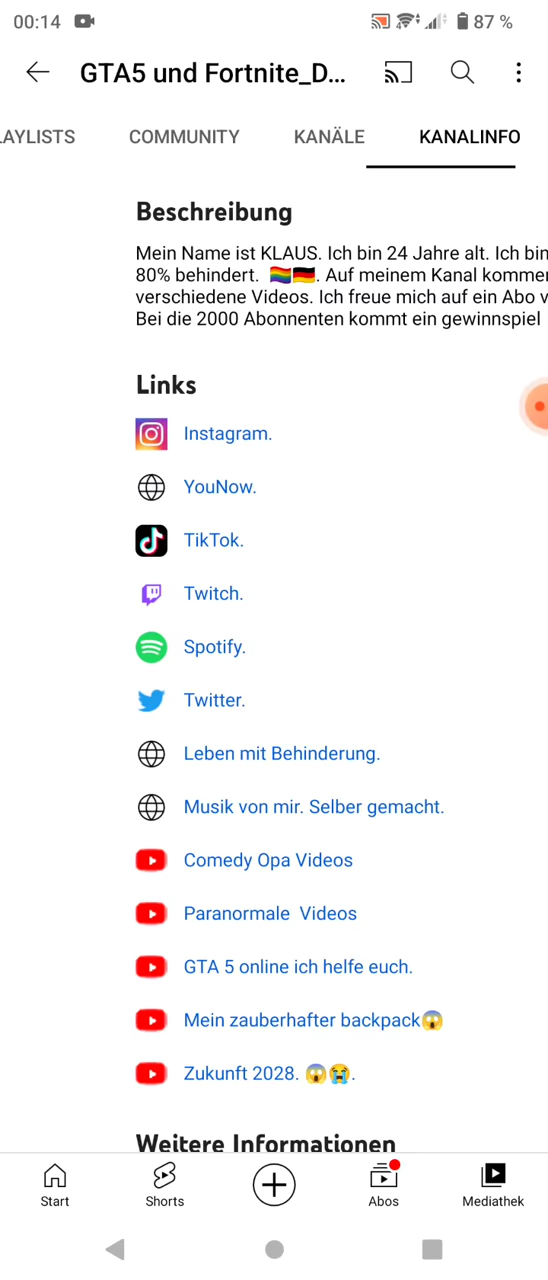 00:14 87 %
GTA5 und Fortnite_D...
LAYLISTS COMMUNITY KANÄLE KANALINFO
Beschreibung
Mein Name ist KLAUS. Ich bin 24 Jahre alt. Ich bin
80% behindert. 🏳️‍🌈🇩🇪. Auf meinem Kanal kommen
verschiedene Videos. Ich freue mich auf ein Abo v
Bei die 2000 Abonnenten kommt ein gewinnspiel
Links
Instagram.
YouNow.
TikTok.
Twitch.
Spotify.
Twitter.
Leben mit Behinderung.
Musik von mir. Selber gemacht.
Comedy Opa Videos
Paranormale Videos
GTA 5 online ich helfe euch.
Mein zauberhafter backpack😱
Zukunft 2028. 😱😭.
Weitere Informationen
Start Shorts Abos Mediathek